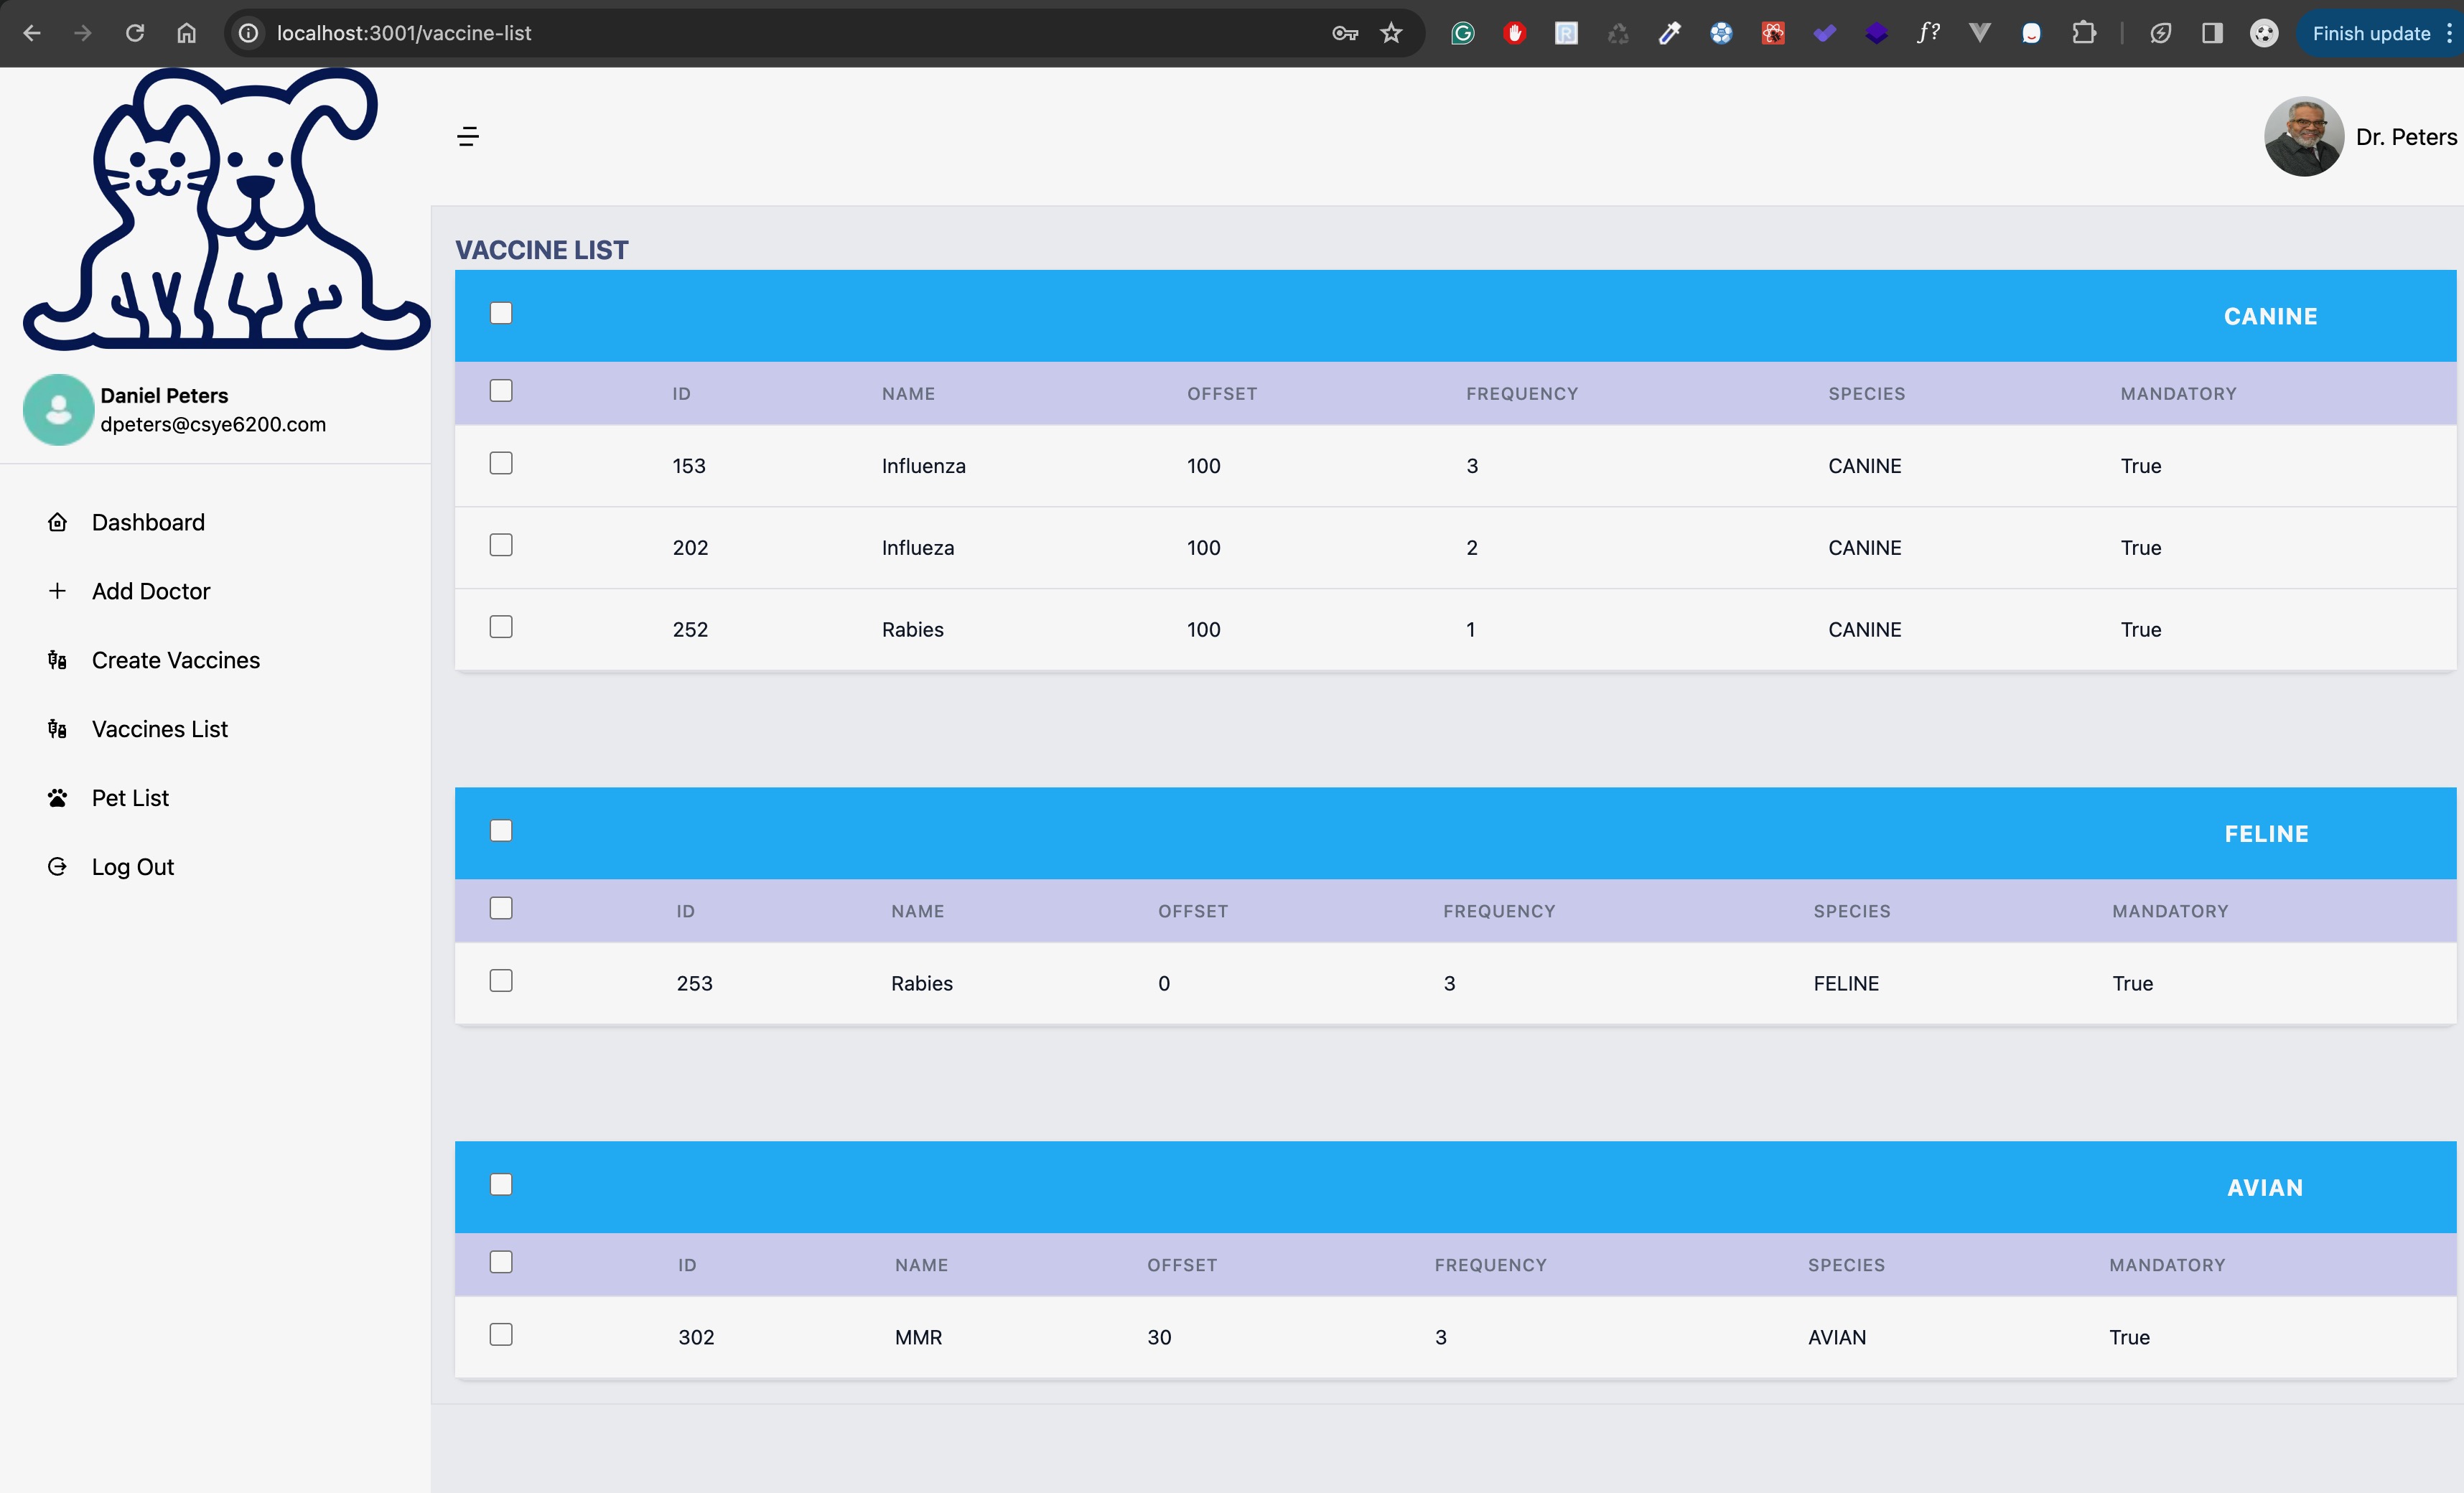 localhost:3001/vaccine-list
Finish update
Dr. Peters
Daniel Peters
dpeters@csye6200.com
Dashboard
Add Doctor
Create Vaccines
Vaccines List
Pet List
Log Out
VACCINE LIST
CANINE
ID NAME OFFSET FREQUENCY SPECIES MANDATORY
153 Influenza 100 3 CANINE True
202 Influeza 100 2 CANINE True
252 Rabies 100 1 CANINE True
FELINE
ID NAME OFFSET FREQUENCY SPECIES MANDATORY
253 Rabies 0 3 FELINE True
AVIAN
ID NAME OFFSET FREQUENCY SPECIES MANDATORY
302 MMR 30 3 AVIAN True